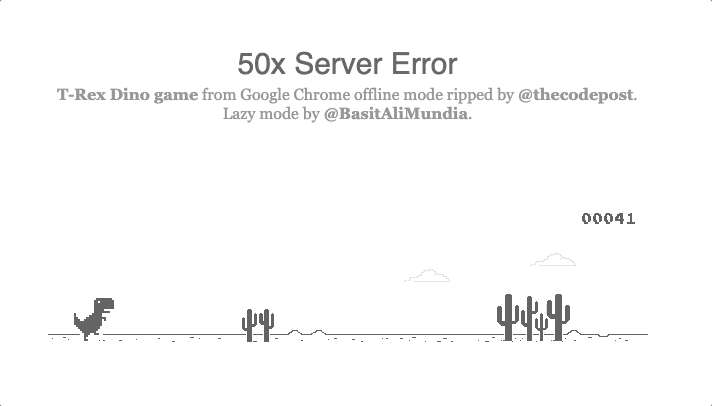 50x Server Error
T-Rex Dino game from Google Chrome offline mode ripped by @thecodepost.
Lazy mode by @BasitAliMundia.
00041